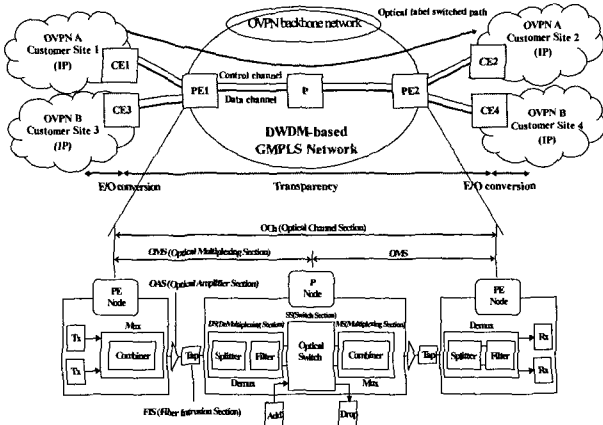 OVPN A
Customer Site 1
(IP)
CE1
OVPN backbone network
Optical label switched path
OVPN A
Customer Site 2
(IP)
CE2
Control channel
PE1
P
PE2
Data channel
CE3
OVPN B
Customer Site 3
(IP)
CE4
OVPN B
Customer Site 4
(IP)
DWDM-based
GMPLS Network
E/O conversion
Transparency
E/O conversion
OCh (Optical Channel Section)
OMS (Optical Multiplexing Section)
OMS
OAS (Optical Amplifier Section)
PE
Node
P
Node
PE
Node
SS(Switch Section)
Mux
DS(DeMultiplexing Section)
MS(Multiplexing Section)
Demux
Tx
Combiner
Tap
Splitter
Filter
Optical
Switch
Combiner
Tap
Splitter
Filter
Rx
Tx
Rx
Demux
Mux
FIS (Fiber Intrusion Section)
Add
Drop